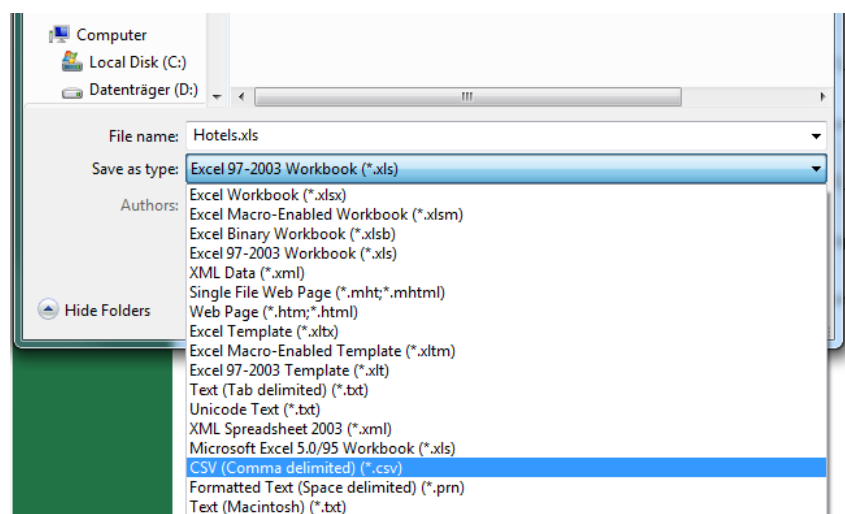 Computer
Local Disk (C:)
Datenträger (D:)
File name: Hotels.xls
Save as type: Excel 97-2003 Workbook (*.xls)
Authors:
Excel Workbook (*.xlsx)
Excel Macro-Enabled Workbook (*.xlsm)
Excel Binary Workbook (*.xlsb)
Excel 97-2003 Workbook (*.xls)
XML Data (*.xml)
Single File Web Page (*.mht;*.mhtml)
Hide Folders
Web Page (*.htm;*.html)
Excel Template (*.xltx)
Excel Macro-Enabled Template (*.xltm)
Excel 97-2003 Template (*.xlt)
Text (Tab delimited) (*.txt)
Unicode Text (*.txt)
XML Spreadsheet 2003 (*.xml)
Microsoft Excel 5.0/95 Workbook (*.xls)
CSV (Comma delimited) (*.csv)
Formatted Text (Space delimited) (*.prn)
Text (Macintosh) (*.txt)